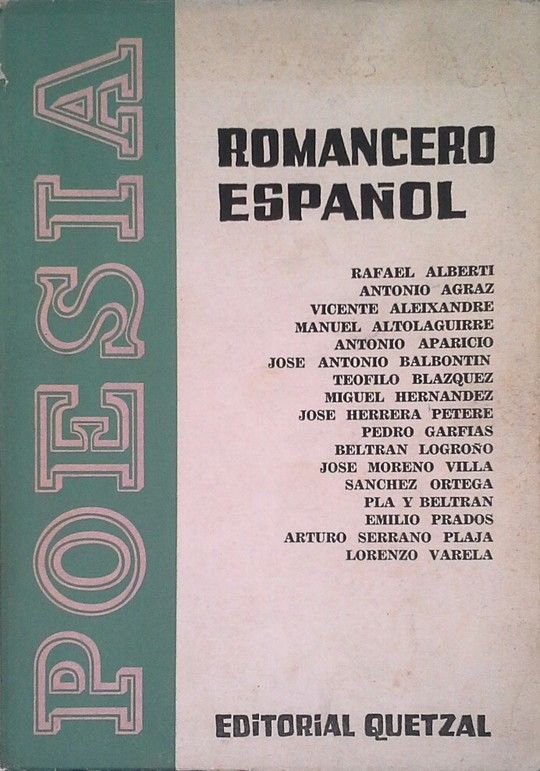 POESIA
ROMANCERO
ESPAÑOL
RAFAEL ALBERTI
ANTONIO AGRAZ
VICENTE ALEIXANDRE
MANUEL ALTOLAGUIRRE
ANTONIO APARICIO
JOSE ANTONIO BALBONTIN
TEOFILO BLAZQUEZ
MIGUEL HERNANDEZ
JOSE HERRERA PETERE
PEDRO GARFIAS
BELTRAN LOGROÑO
JOSE MORENO VILLA
SANCHEZ ORTEGA
PLA Y BELTRAN
EMILIO PRADOS
ARTURO SERRANO PLAJA
LORENZO VARELA
EDiTORiAL QUETZAL